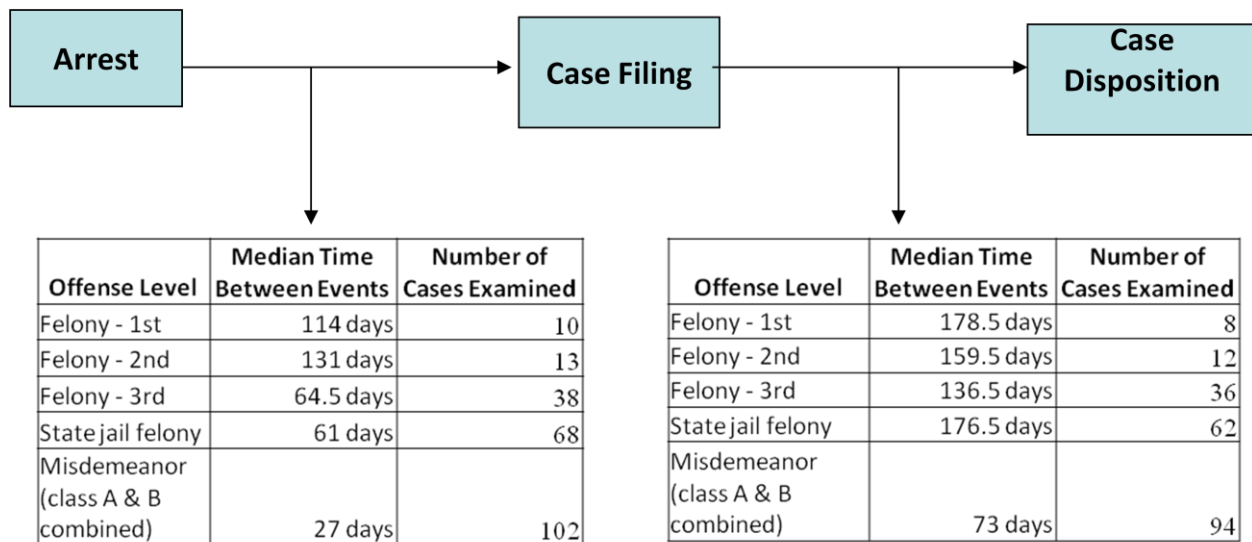 Arrest
Case Filing
Case
Disposition
Offense Level Median Time Between Events Number of Cases Examined
Felony - 1st 114 days 10
Felony - 2nd 131 days 13
Felony - 3rd 64.5 days 38
State jail felony 61 days 68
Misdemeanor
(class A & B
combined) 27 days 102
Offense Level Median Time Between Events Number of Cases Examined
Felony - 1st 178.5 days 8
Felony - 2nd 159.5 days 12
Felony - 3rd 136.5 days 36
State jail felony 176.5 days 62
Misdemeanor
(class A & B
combined) 73 days 94